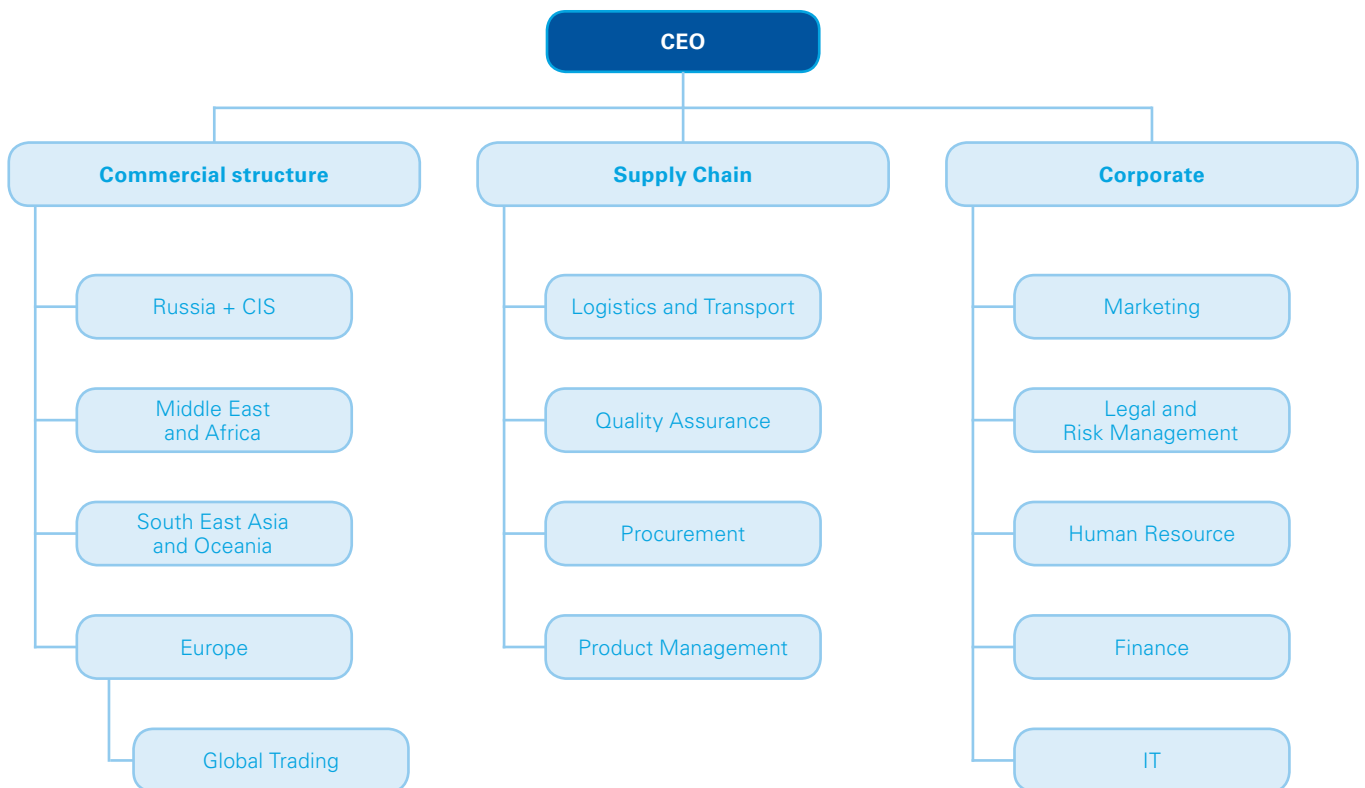 CEO
Commercial structure
Russia + CIS
Middle East
and Africa
South East Asia
and Oceania
Europe
Global Trading
Supply Chain
Logistics and Transport
Quality Assurance
Procurement
Product Management
Corporate
Marketing
Legal and
Risk Management
Human Resource
Finance
IT